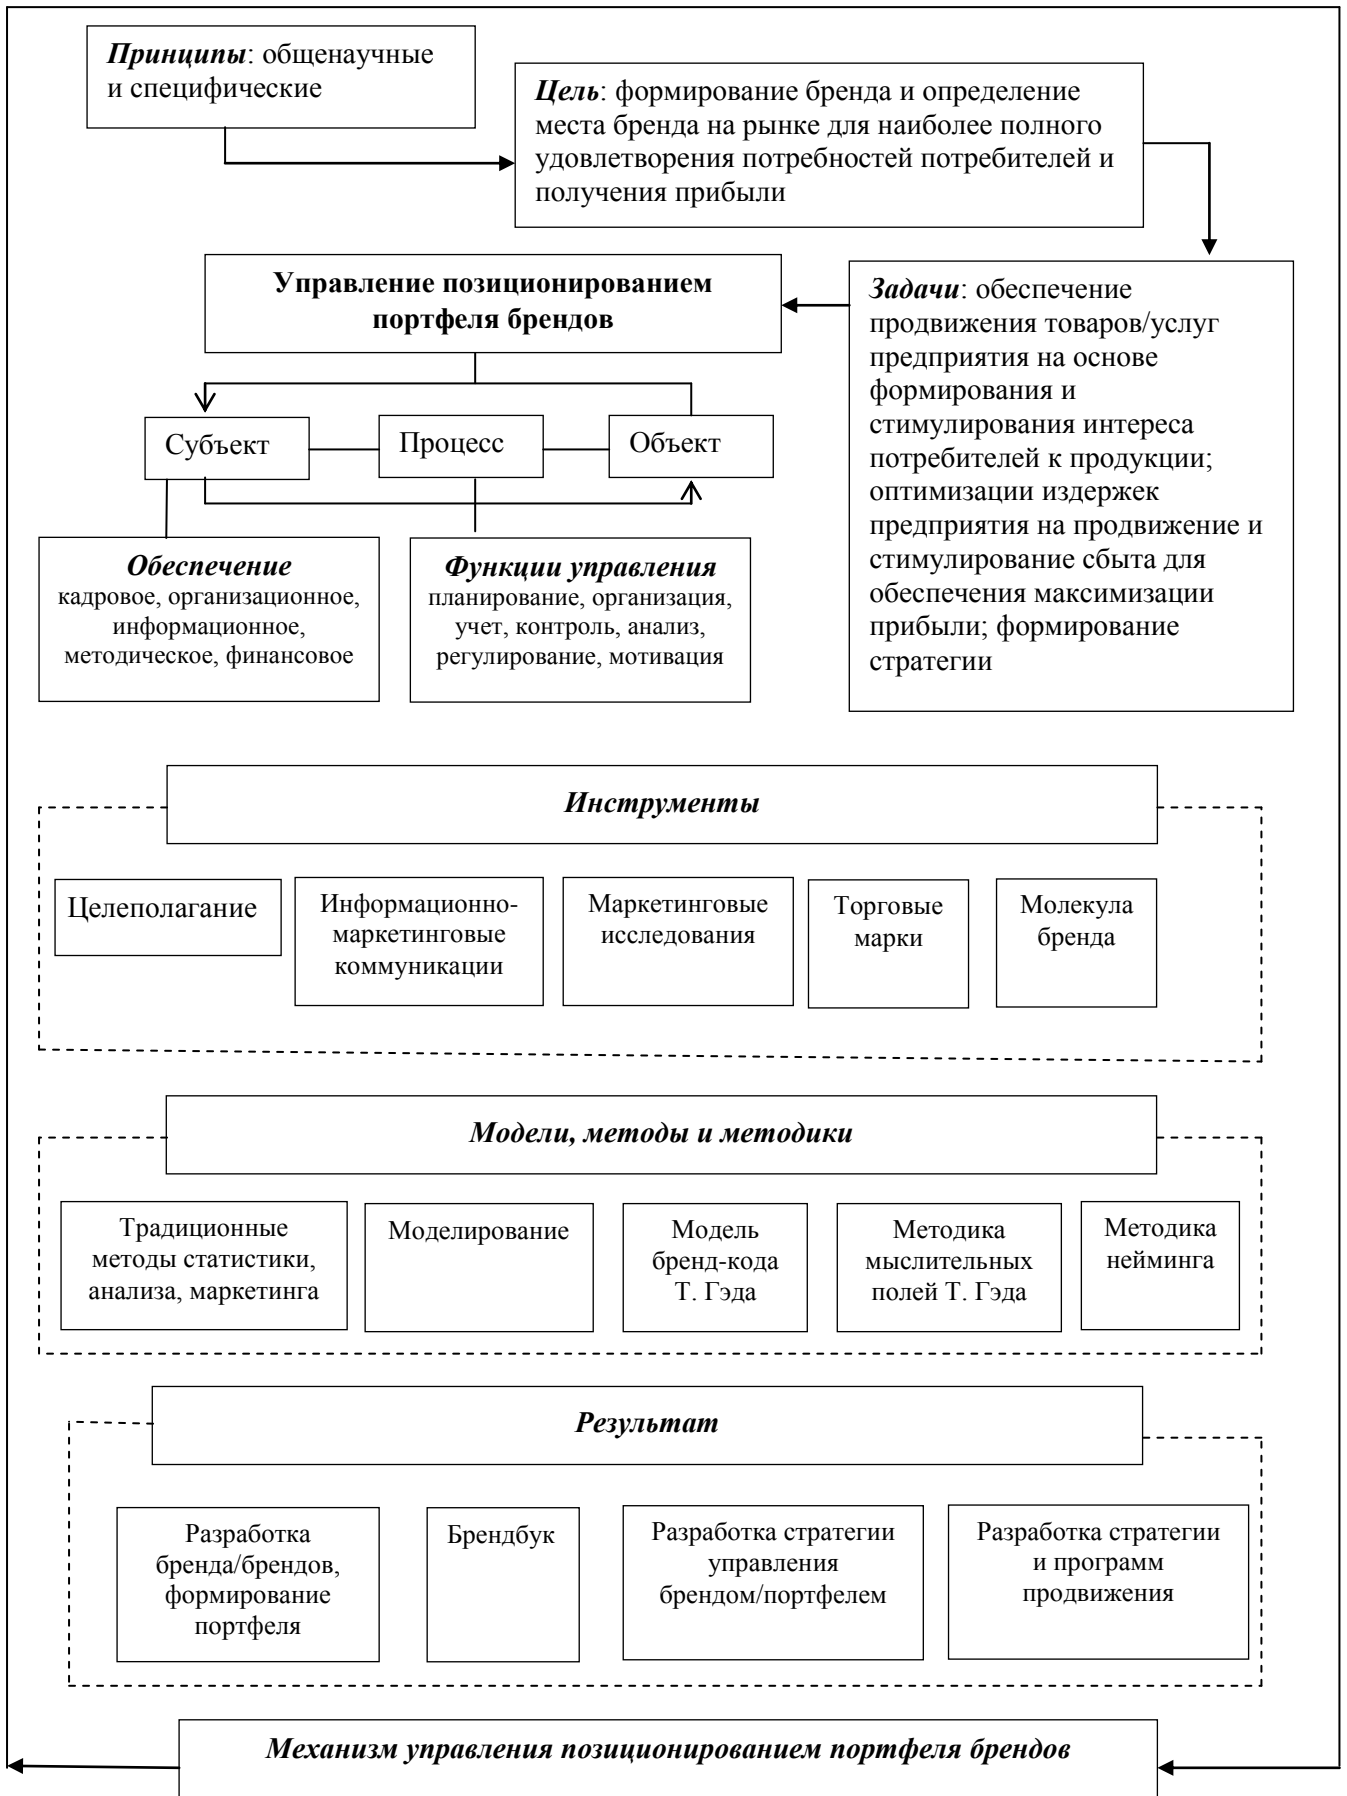 Принципы: общенаучные
и специфические
Цель: формирование бренда и определение
места бренда на рынке для наиболее полного
удовлетворения потребностей потребителей и
получения прибыли
Управление позиционированием
портфеля брендов
Задачи: обеспечение
продвижения товаров/услуг
предприятия на основе
формирования и
стимулирования интереса
потребителей к продукции;
оптимизации издержек
предприятия на продвижение и
стимулирование сбыта для
обеспечения максимизации
прибыли; формирование
стратегии
Субъект
Процесс
Объект
Обеспечение
кадровое, организационное,
информационное,
методическое, финансовое
Функции управления
планирование, организация,
учет, контроль, анализ,
регулирование, мотивация
Инструменты
Целеполагание
Информационно-
маркетинговые
коммуникации
Маркетинговые
исследования
Торговые
марки
Молекула
бренда
Модели, методы и методики
Традиционные
методы статистики,
анализа, маркетинга
Моделирование
Модель
бренд-кода
Т. Гэда
Методика
мыслительных
полей Т. Гэда
Методика
нейминга
Результат
Разработка
бренда/брендов,
формирование
портфеля
Брендбук
Разработка стратегии
управления
брендом/портфелем
Разработка стратегии
и программ
продвижения
Механизм управления позиционированием портфеля брендов